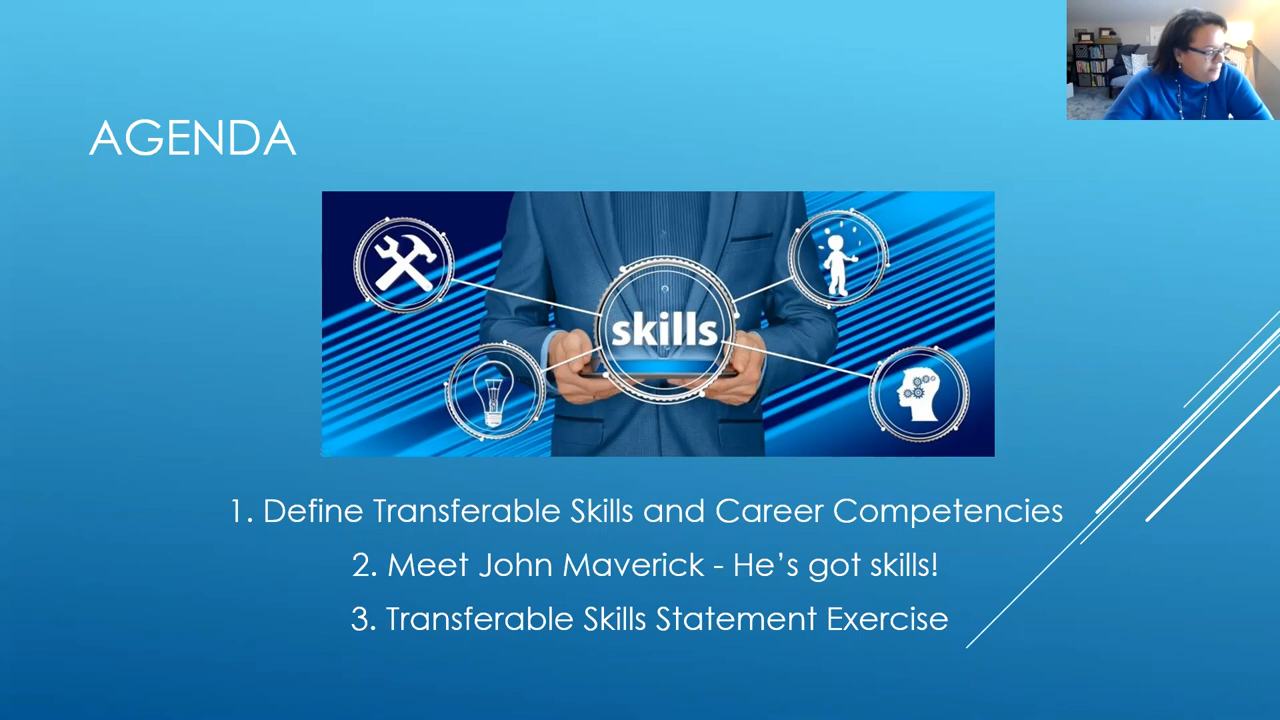 AGENDA
skills
1. Define Transferable Skills and Career Competencies
2. Meet John Maverick - He’s got skills!
3. Transferable Skills Statement Exercise